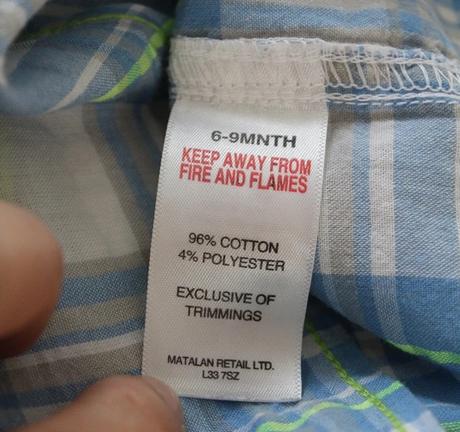 6-9MNTH
KEEP AWAY FROM
FIRE AND FLAMES
96% COTTON
4% POLYESTER
EXCLUSIVE OF
TRIMMINGS
MATALAN RETAIL LTD.
L33 7SZ